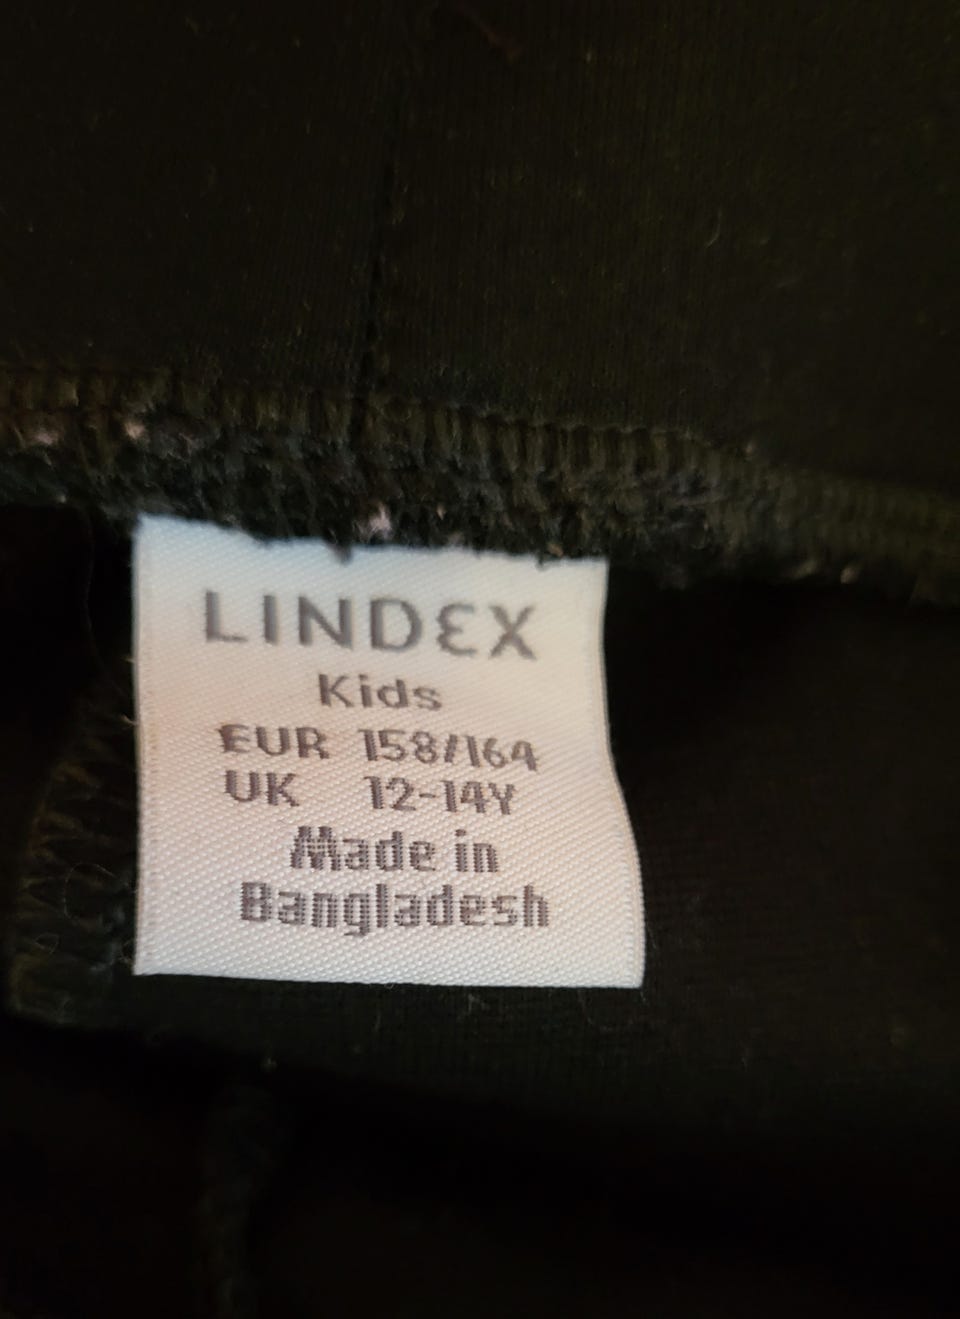 LINDEX
Kids
EUR 158/164
UK 12-14Y
Made in
Bangladesh